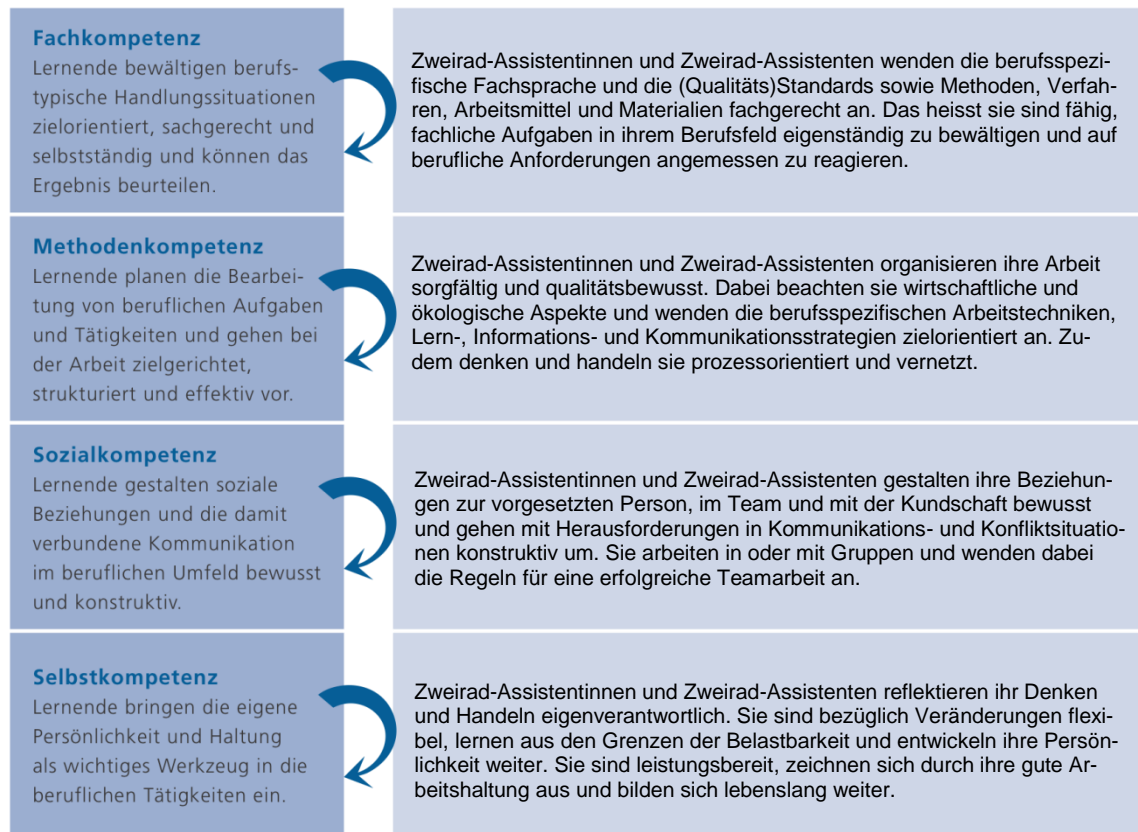 Fachkompetenz
Lernende bewältigen berufs-
typische Handlungssituationen
zielorientiert, sachgerecht und
selbstständig und können das
Ergebnis beurteilen.
Zweirad-Assistentinnen und Zweirad-Assistenten wenden die berufsspezi-
fische Fachsprache und die (Qualitäts)Standards sowie Methoden, Verfah-
ren, Arbeitsmittel und Materialien fachgerecht an. Das heisst sie sind fähig,
fachliche Aufgaben in ihrem Berufsfeld eigenständig zu bewältigen und auf
berufliche Anforderungen angemessen zu reagieren.
Methodenkompetenz
Lernende planen die Bearbei-
tung von beruflichen Aufgaben
und Tätigkeiten und gehen bei
der Arbeit zielgerichtet,
strukturiert und effektiv vor.
Zweirad-Assistentinnen und Zweirad-Assistenten organisieren ihre Arbeit
sorgfältig und qualitätsbewusst. Dabei beachten sie wirtschaftliche und
ökologische Aspekte und wenden die berufsspezifischen Arbeitstechniken,
Lern-, Informations- und Kommunikationsstrategien zielorientiert an. Zu-
dem denken und handeln sie prozessorientiert und vernetzt.
Sozialkompetenz
Lernende gestalten soziale
Beziehungen und die damit
verbundene Kommunikation
im beruflichen Umfeld bewusst
und konstruktiv.
Zweirad-Assistentinnen und Zweirad-Assistenten gestalten ihre Beziehun-
gen zur vorgesetzten Person, im Team und mit der Kundschaft bewusst
und gehen mit Herausforderungen in Kommunikations- und Konfliktsituatio-
nen konstruktiv um. Sie arbeiten in oder mit Gruppen und wenden dabei
die Regeln für eine erfolgreiche Teamarbeit an.
Selbstkompetenz
Lernende bringen die eigene
Persönlichkeit und Haltung
als wichtiges Werkzeug in die
beruflichen Tätigkeiten ein.
Zweirad-Assistentinnen und Zweirad-Assistenten reflektieren ihr Denken
und Handeln eigenverantwortlich. Sie sind bezüglich Veränderungen flexi-
bel, lernen aus den Grenzen der Belastbarkeit und entwickeln ihre Persön-
lichkeit weiter. Sie sind leistungsbereit, zeichnen sich durch ihre gute Ar-
beitshaltung aus und bilden sich lebenslang weiter.